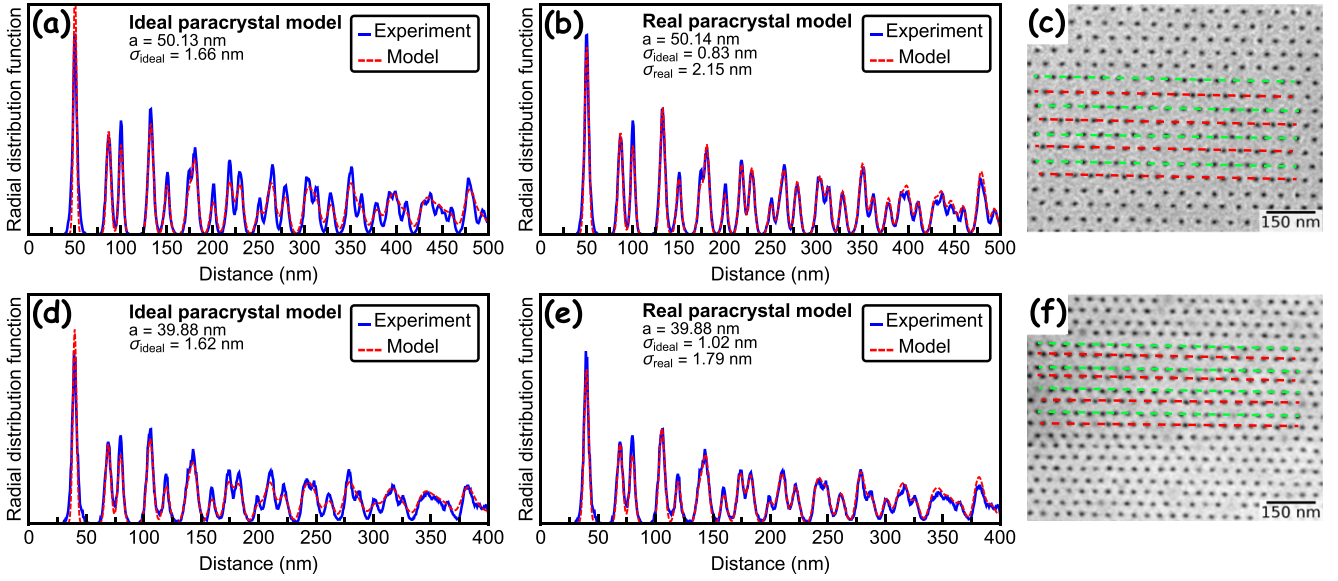 (a)
Ideal paracrystal model
a = 50.13 nm
σideal = 1.66 nm
Experiment
Model
Radial distribution function
0 50 100 150 200 250 300 350 400 450 500
Distance (nm)
(b)
Real paracrystal model
a = 50.14 nm
σideal = 0.83 nm
σreal = 2.15 nm
Experiment
Model
Radial distribution function
0 50 100 150 200 250 300 350 400 450 500
Distance (nm)
(c)
150 nm
(d)
Ideal paracrystal model
a = 39.88 nm
σideal = 1.62 nm
Experiment
Model
Radial distribution function
0 50 100 150 200 250 300 350 400
Distance (nm)
(e)
Real paracrystal model
a = 39.88 nm
σideal = 1.02 nm
σreal = 1.79 nm
Experiment
Model
Radial distribution function
0 50 100 150 200 250 300 350 400
Distance (nm)
(f)
150 nm